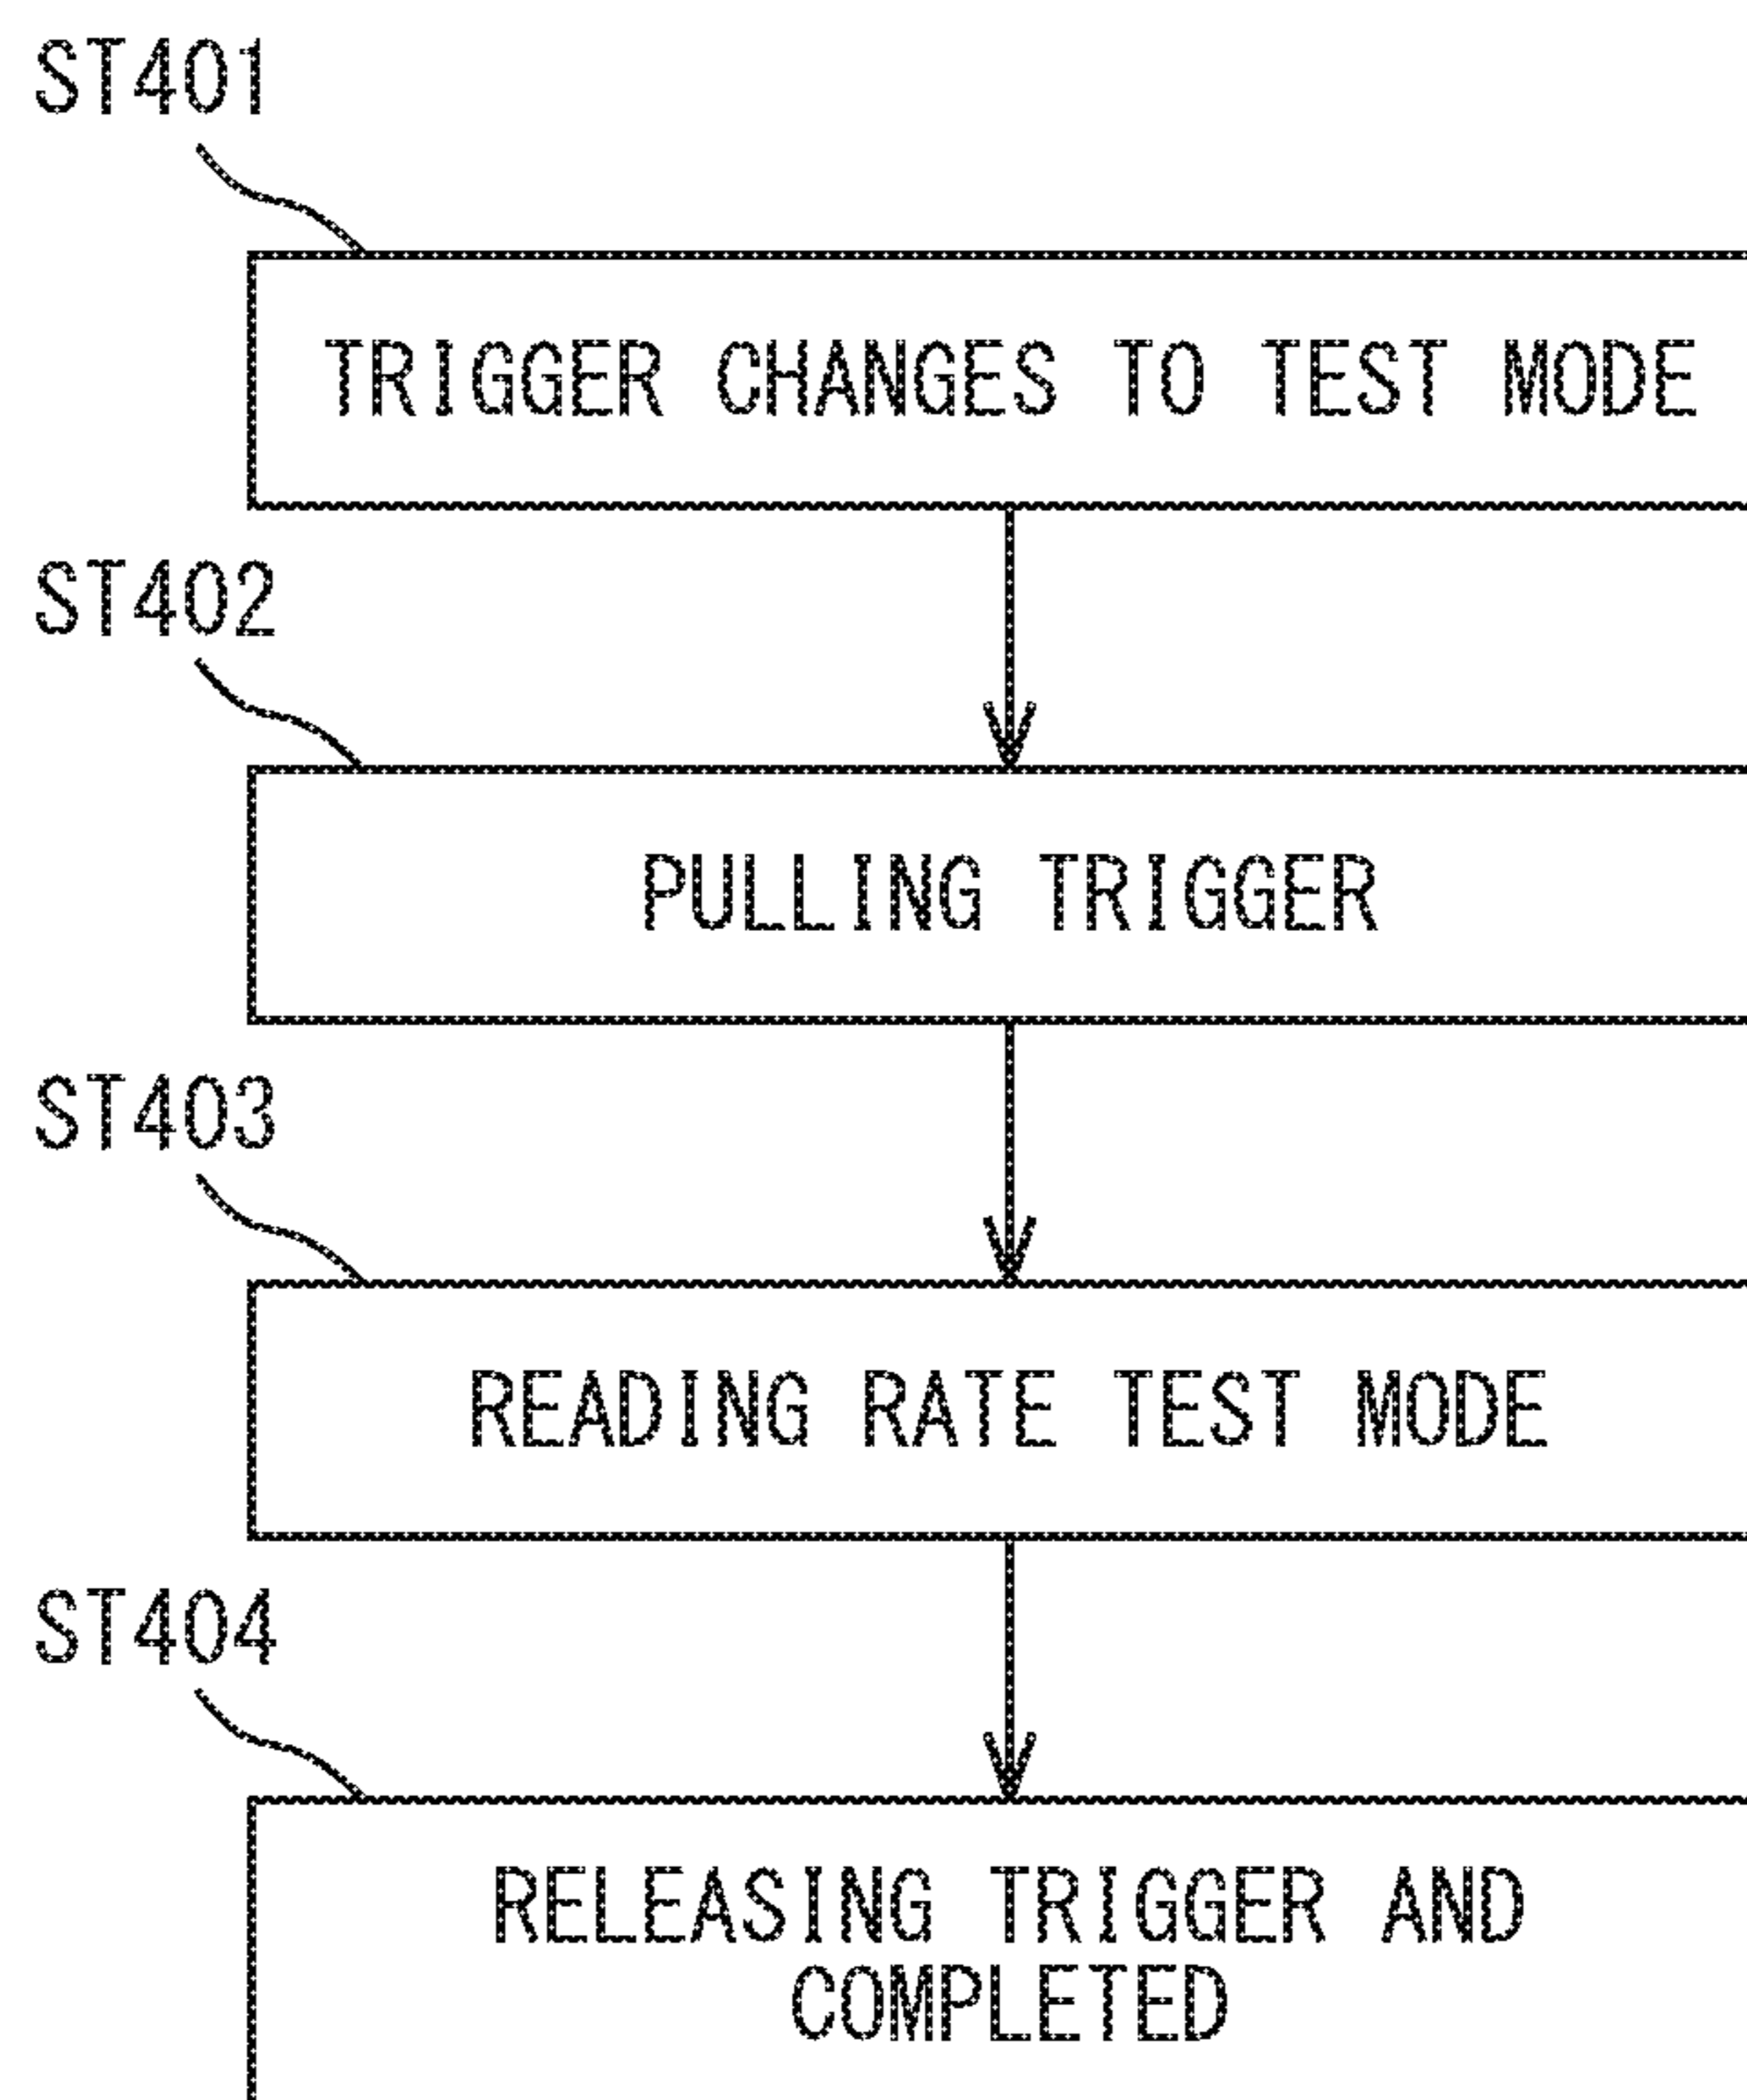 ST401
TRIGGER CHANGES TO TEST MODE
ST402
PULLING TRIGGER
ST403
READING RATE TEST MODE
ST404
RELEASING TRIGGER AND
COMPLETED